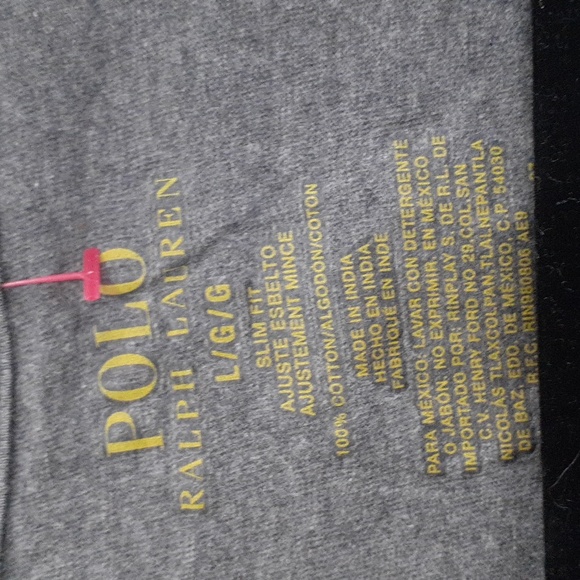 POLO
RALPH LAUREN
L/G/G
SLIM FIT
AJUSTE ESBELTO
AJUSTEMENT MINCE
100% COTTON/ALGODÓN/COTON
MADE IN INDIA
HECHO EN INDIA
FABRIQUÉ EN INDE
PARA MÉXICO: LAVAR CON DETERGENTE
O JABÓN. NO EXPRIMIR. EN MÉXICO
IMPORTADO POR: RINPLAY S. DE R.L. DE
C.V. HENRY FORD NO 29,COL.SAN
NICOLÁS TLAXCOLPAN.TLALNEPANTLA
DE BAZ, EDO. DE MÉXICO, C.P. 54030
R.F.C. RIN960806 AE9